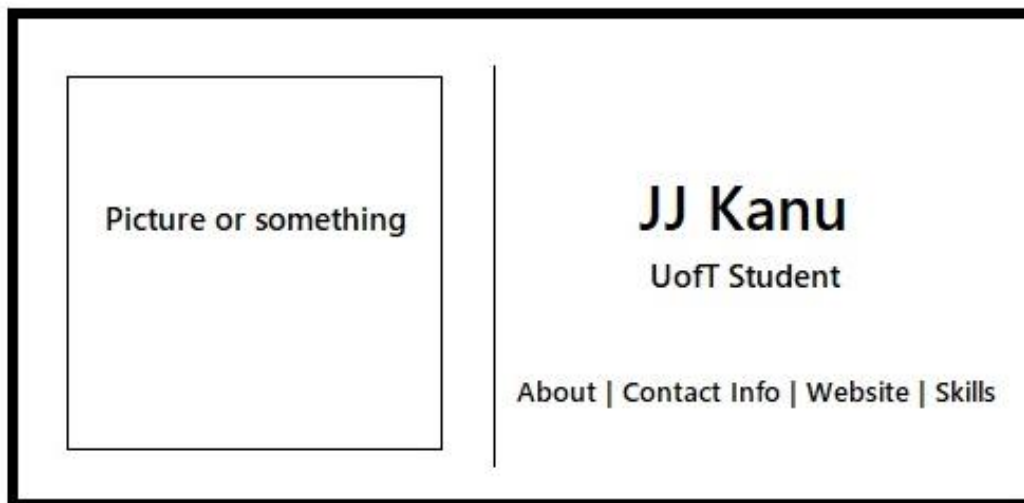 Picture or something
JJ Kanu
UofT Student
About | Contact Info | Website | Skills